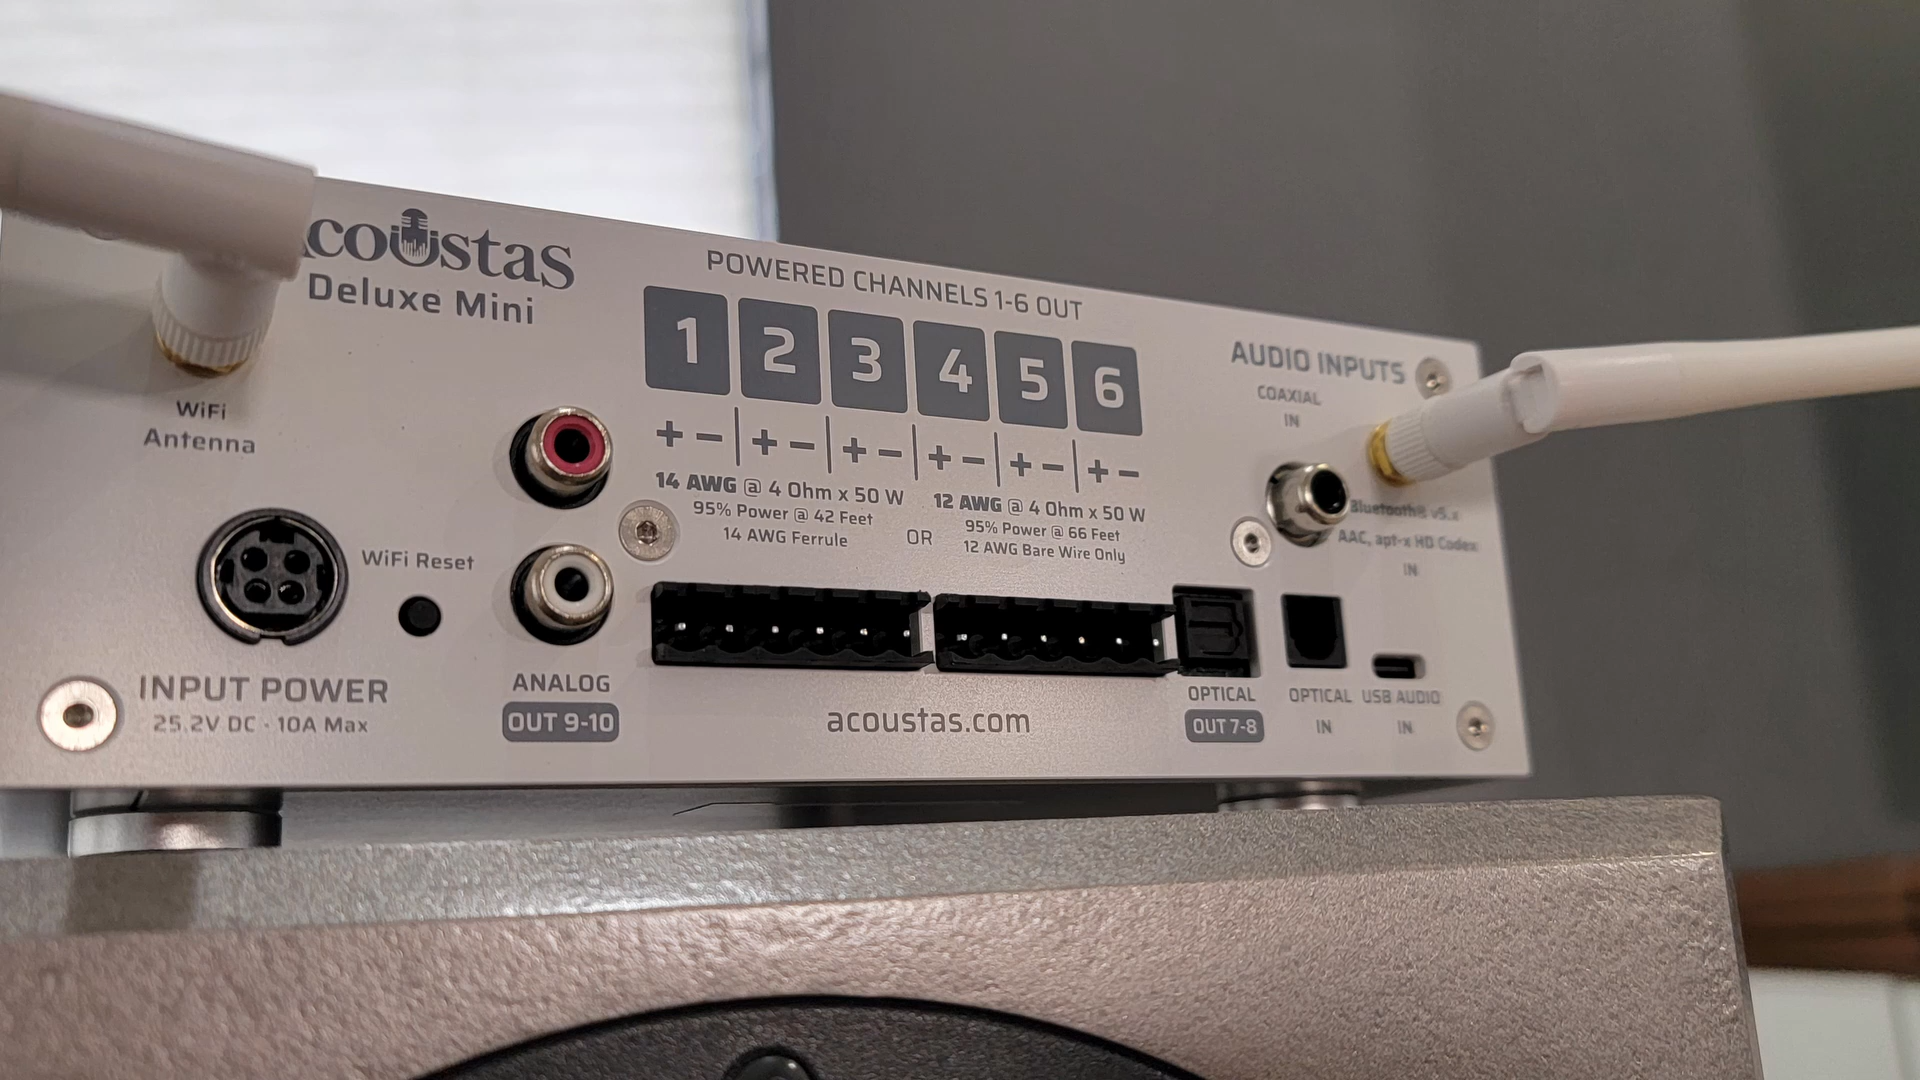 Acoustas
Deluxe Mini
WiFi
Antenna
WiFi Reset
INPUT POWER
25.2V DC - 10A Max
ANALOG
OUT 9-10
POWERED CHANNELS 1-6 OUT
1 2 3 4 5 6
+ − | + − | + − | + − | + − | + −
14 AWG @ 4 Ohm x 50 W
95% Power @ 42 Feet
14 AWG Ferrule
OR
12 AWG @ 4 Ohm x 50 W
95% Power @ 66 Feet
12 AWG Bare Wire Only
acoustas.com
AUDIO INPUTS
COAXIAL
IN
Bluetooth® v5.x
AAC, apt-x HD Codex
IN
OPTICAL
OUT 7-8
OPTICAL
IN
USB AUDIO
IN